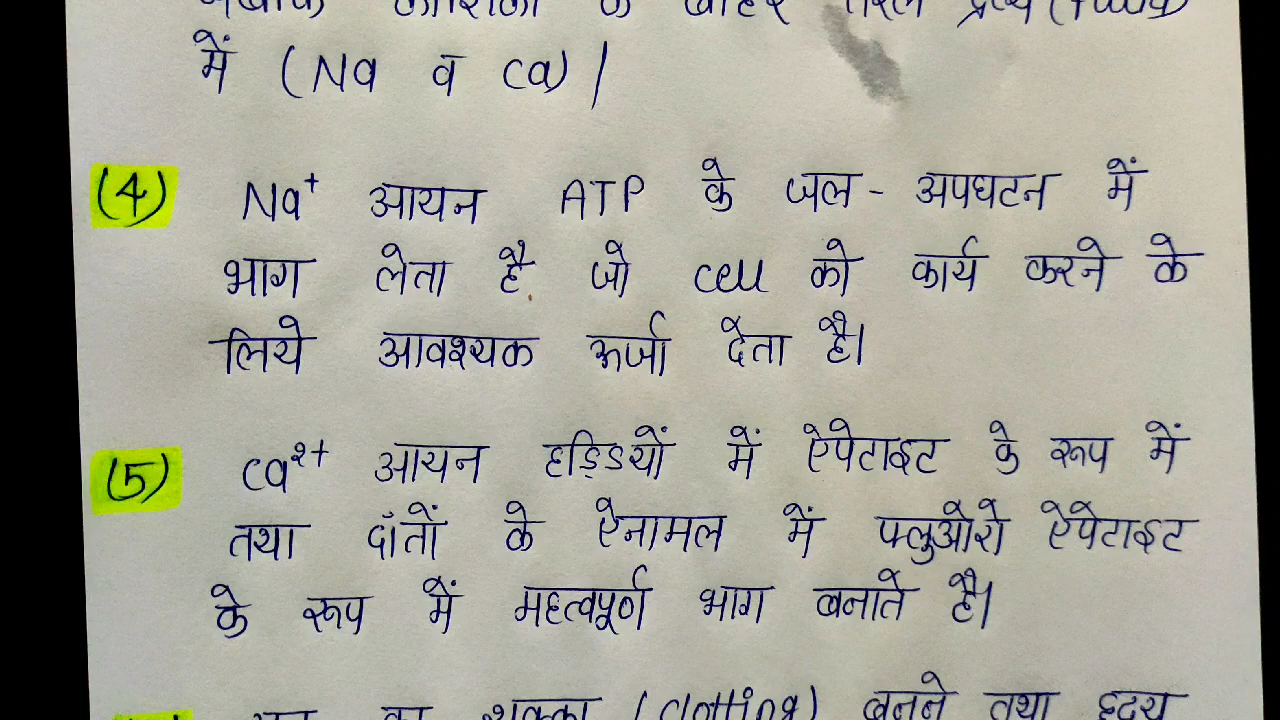 में (Na व Ca) |
(4) Na⁺ आयन ATP के जल - अपघटन में
भाग लेता है जो cell को कार्य करने के
लिये आवश्यक ऊर्जा देता है।
(5) Ca²⁺ आयन हड्डियों में ऐपेटाइट के रूप में
तथा दाँतों के ऐनामल में फ्लुओरो ऐपेटाइट
के रूप में महत्वपूर्ण भाग बनाते है।
(clotting) बनने तथा हृदय